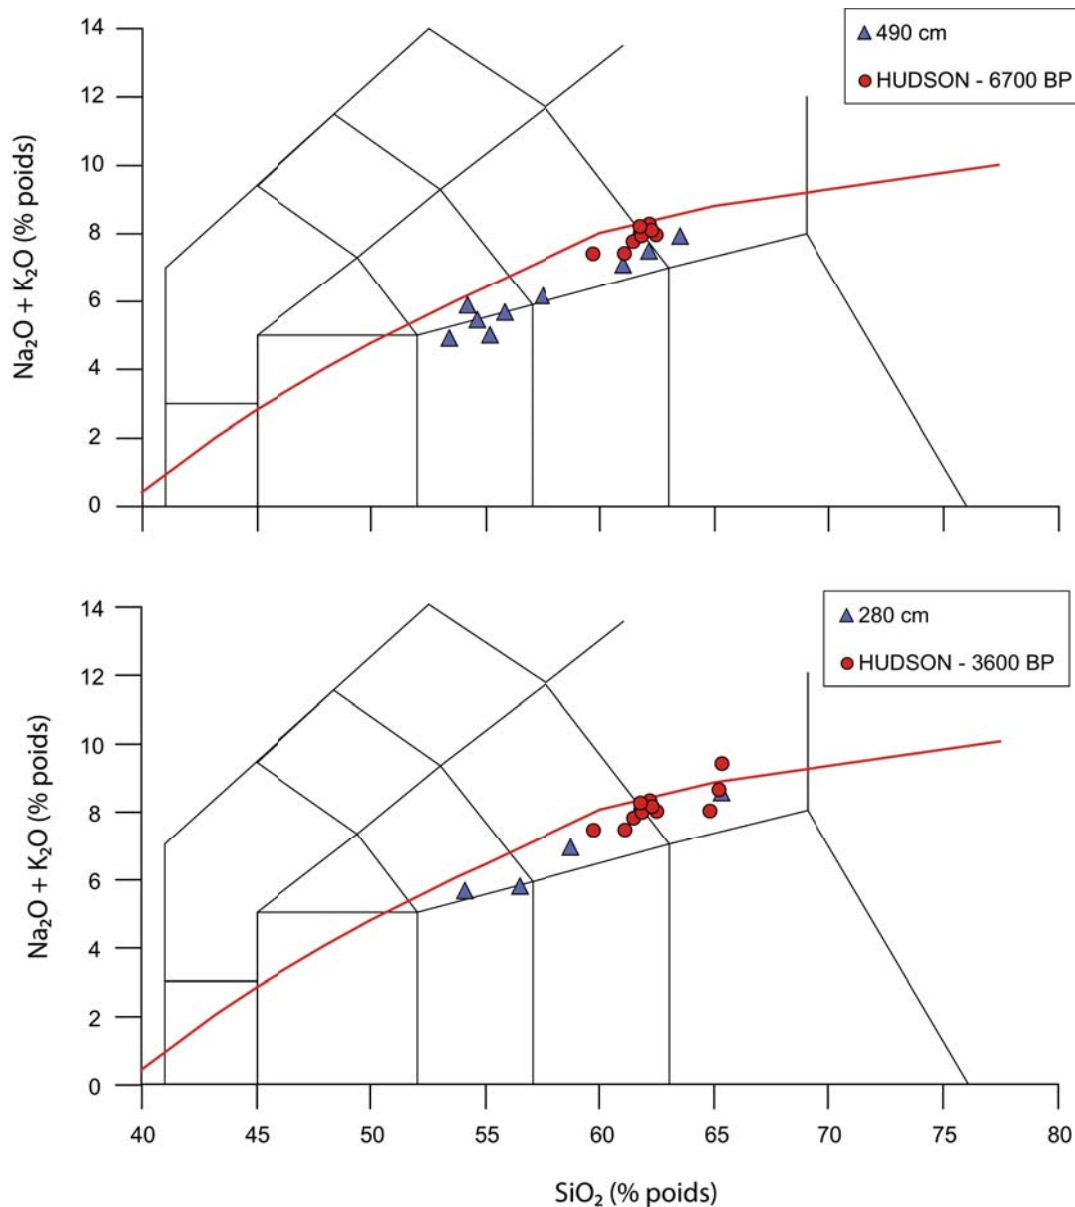 14
12
10
8
6
4
2
0
Na₂O + K₂O (% poids)
490 cm
HUDSON - 6700 BP
14
12
10
8
6
4
2
0
Na₂O + K₂O (% poids)
280 cm
HUDSON - 3600 BP
40 45 50 55 60 65 70 75 80
SiO₂ (% poids)